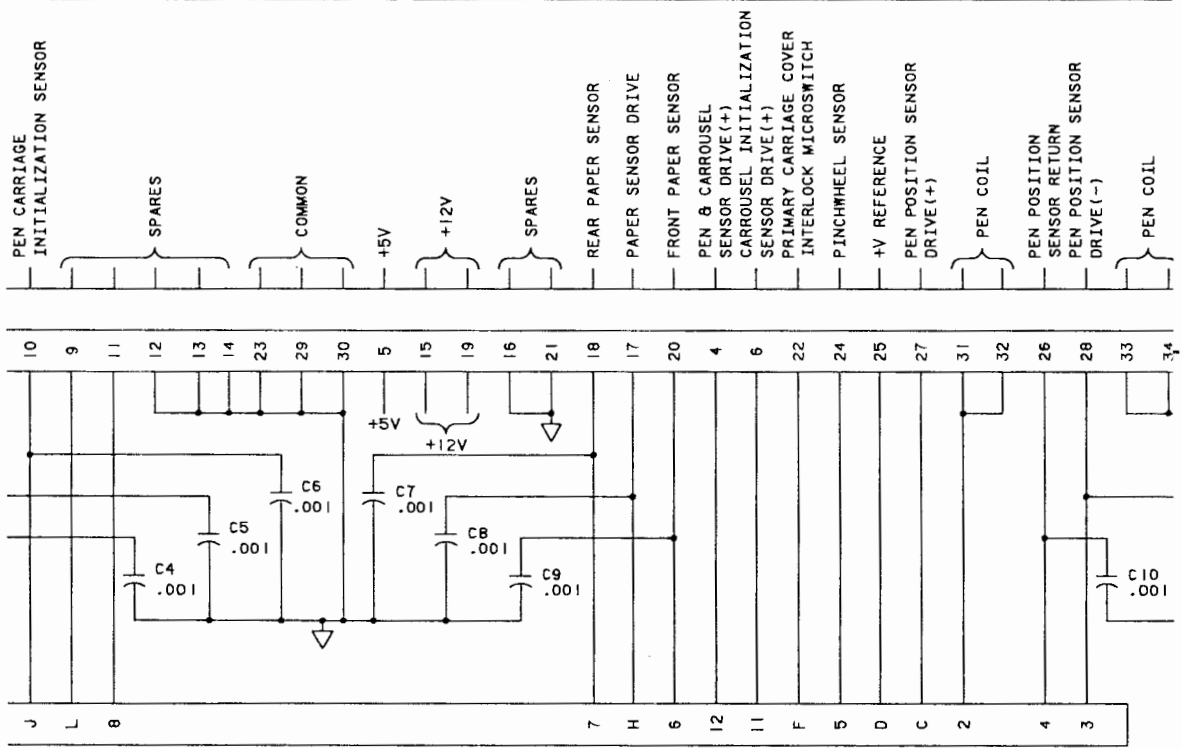 PEN CARRIAGE
INITIALIZATION SENSOR
SPARES
COMMON
+5V
+12V
SPARES
REAR PAPER SENSOR
PAPER SENSOR DRIVE
FRONT PAPER SENSOR
PEN & CARROUSEL
SENSOR DRIVE(+)
CARROUSEL INITIALIZATION
SENSOR DRIVE(+)
PRIMARY CARRIAGE COVER
INTERLOCK MICROSWITCH
PINCHWHEEL SENSOR
+V REFERENCE
PEN POSITION SENSOR
DRIVE(+)
PEN COIL
PEN POSITION
SENSOR RETURN
PEN POSITION SENSOR
DRIVE(-)
PEN COIL
10
9
11
12
13
14
23
29
30
5
15
19
16
21
18
17
20
4
6
22
24
25
27
31
32
26
28
33
34
+5V
+12V
C6
.001
C7
.001
C5
.001
C8
.001
C4
.001
C9
.001
C10
.001
J
L
8
7
H
6
12
11
F
5
D
C
2
4
3